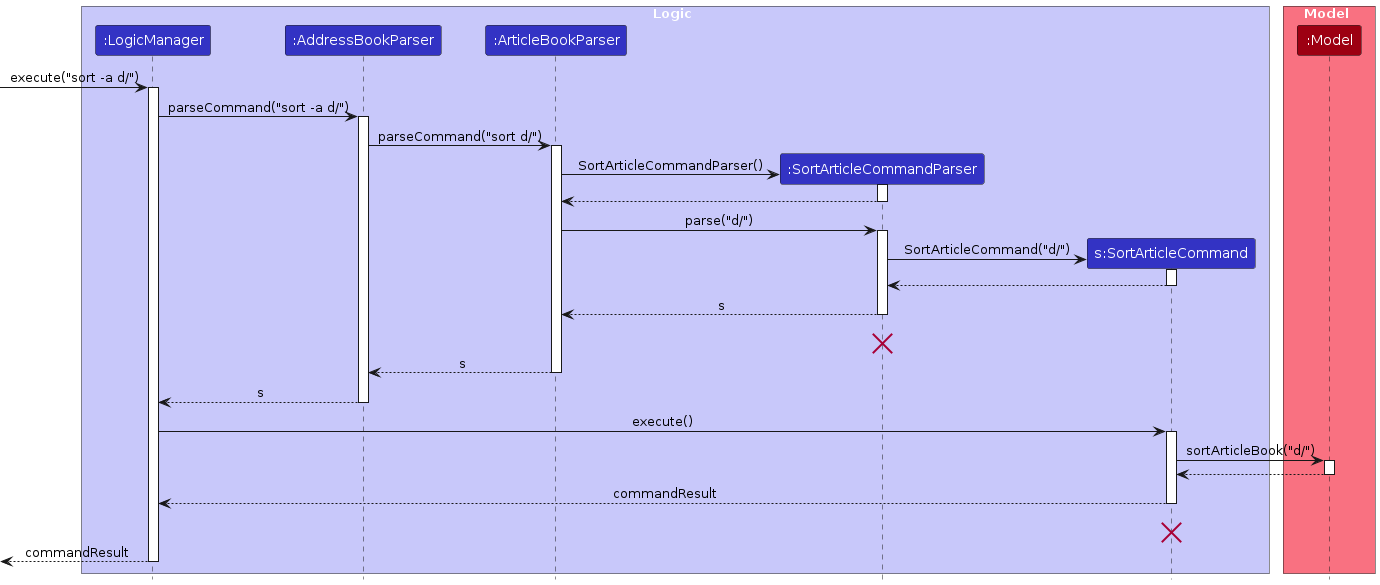 Logic
Model
:LogicManager
:AddressBookParser
:ArticleBookParser
:Model
execute("sort -a d/")
parseCommand("sort -a d/")
parseCommand("sort d/")
SortArticleCommandParser()
:SortArticleCommandParser
parse("d/")
SortArticleCommand("d/")
s:SortArticleCommand
s
s
s
execute()
sortArticleBook("d/")
commandResult
commandResult